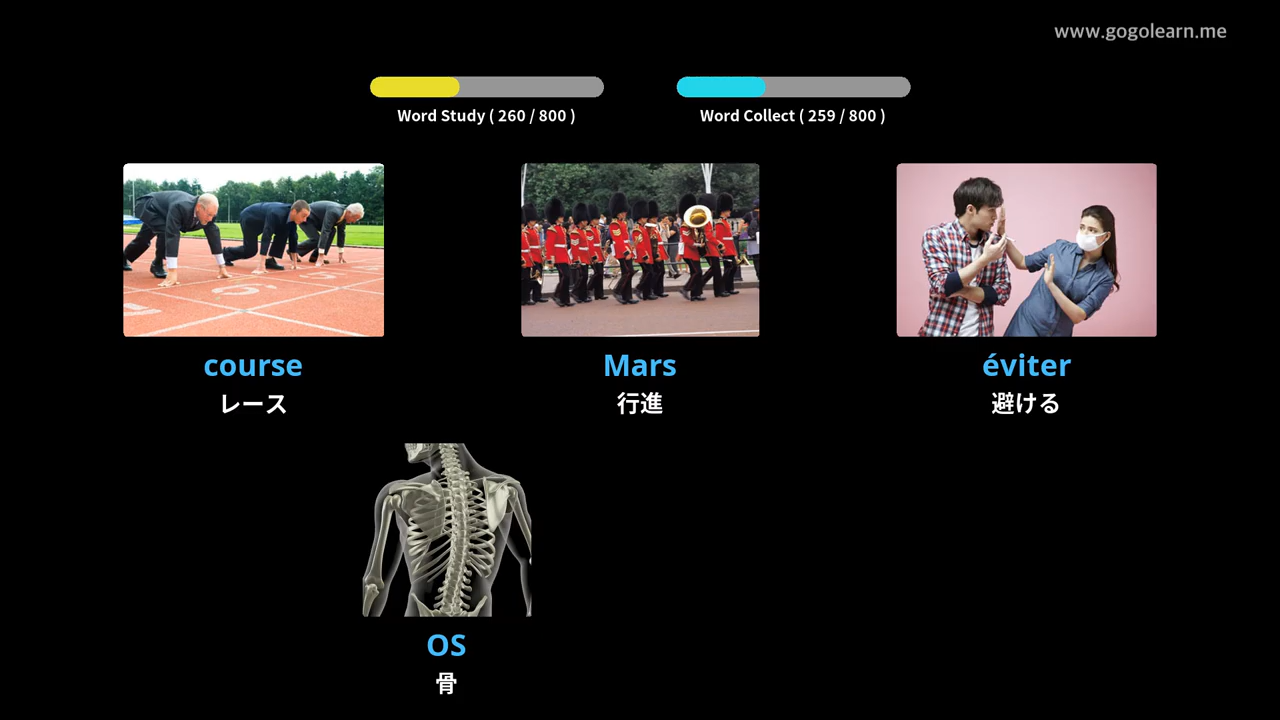 www.gogolearn.me
Word Study ( 260 / 800 )
Word Collect ( 259 / 800 )
course
レース
Mars
行進
éviter
避ける
OS
骨